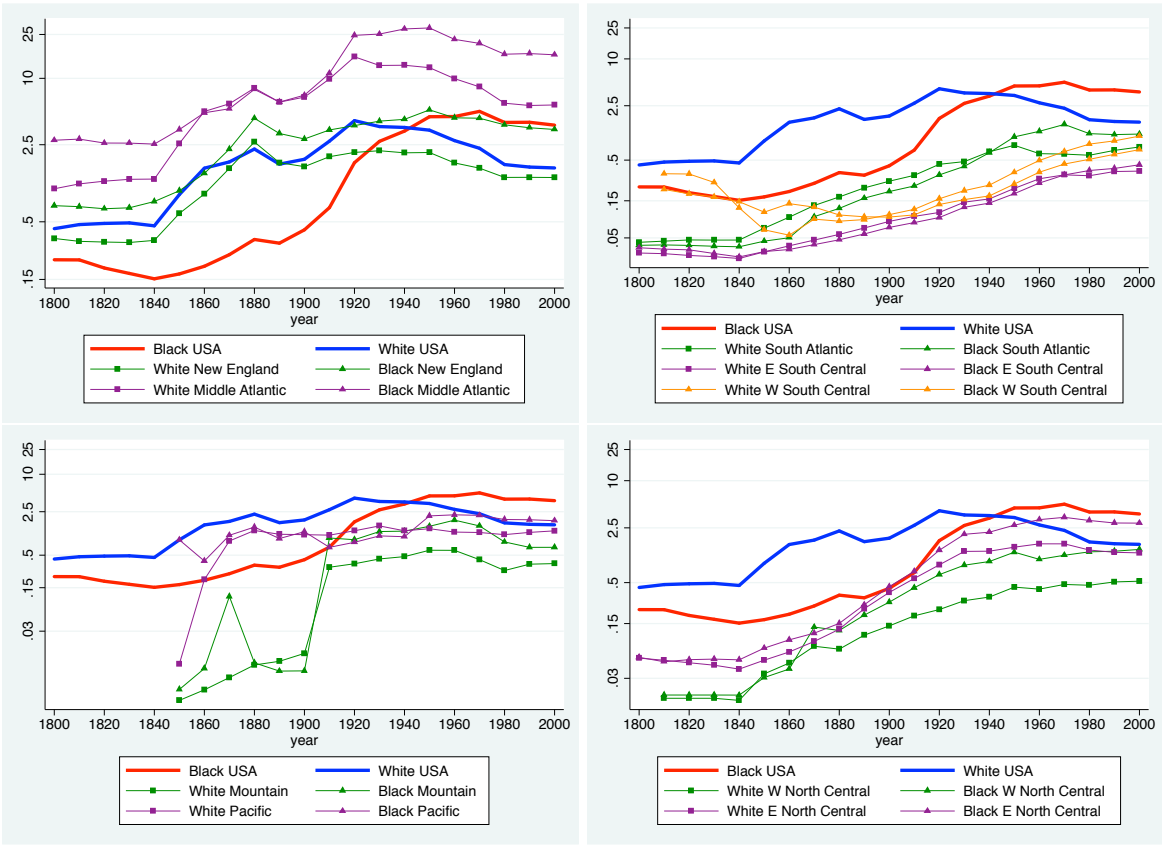 25
10
2.5
.5
.15
1800 1820 1840 1860 1880 1900 1920 1940 1960 1980 2000
year
Black USA White USA
White New England Black New England
White Middle Atlantic Black Middle Atlantic
25
10
2.5
.5
.15
.05
1800 1820 1840 1860 1880 1900 1920 1940 1960 1980 2000
year
Black USA White USA
White South Atlantic Black South Atlantic
White E South Central Black E South Central
White W South Central Black W South Central
25
10
2.5
.5
.15
.03
1800 1820 1840 1860 1880 1900 1920 1940 1960 1980 2000
year
Black USA White USA
White Mountain Black Mountain
White Pacific Black Pacific
25
10
2.5
.5
.15
.03
1800 1820 1840 1860 1880 1900 1920 1940 1960 1980 2000
year
Black USA White USA
White W North Central Black W North Central
White E North Central Black E North Central